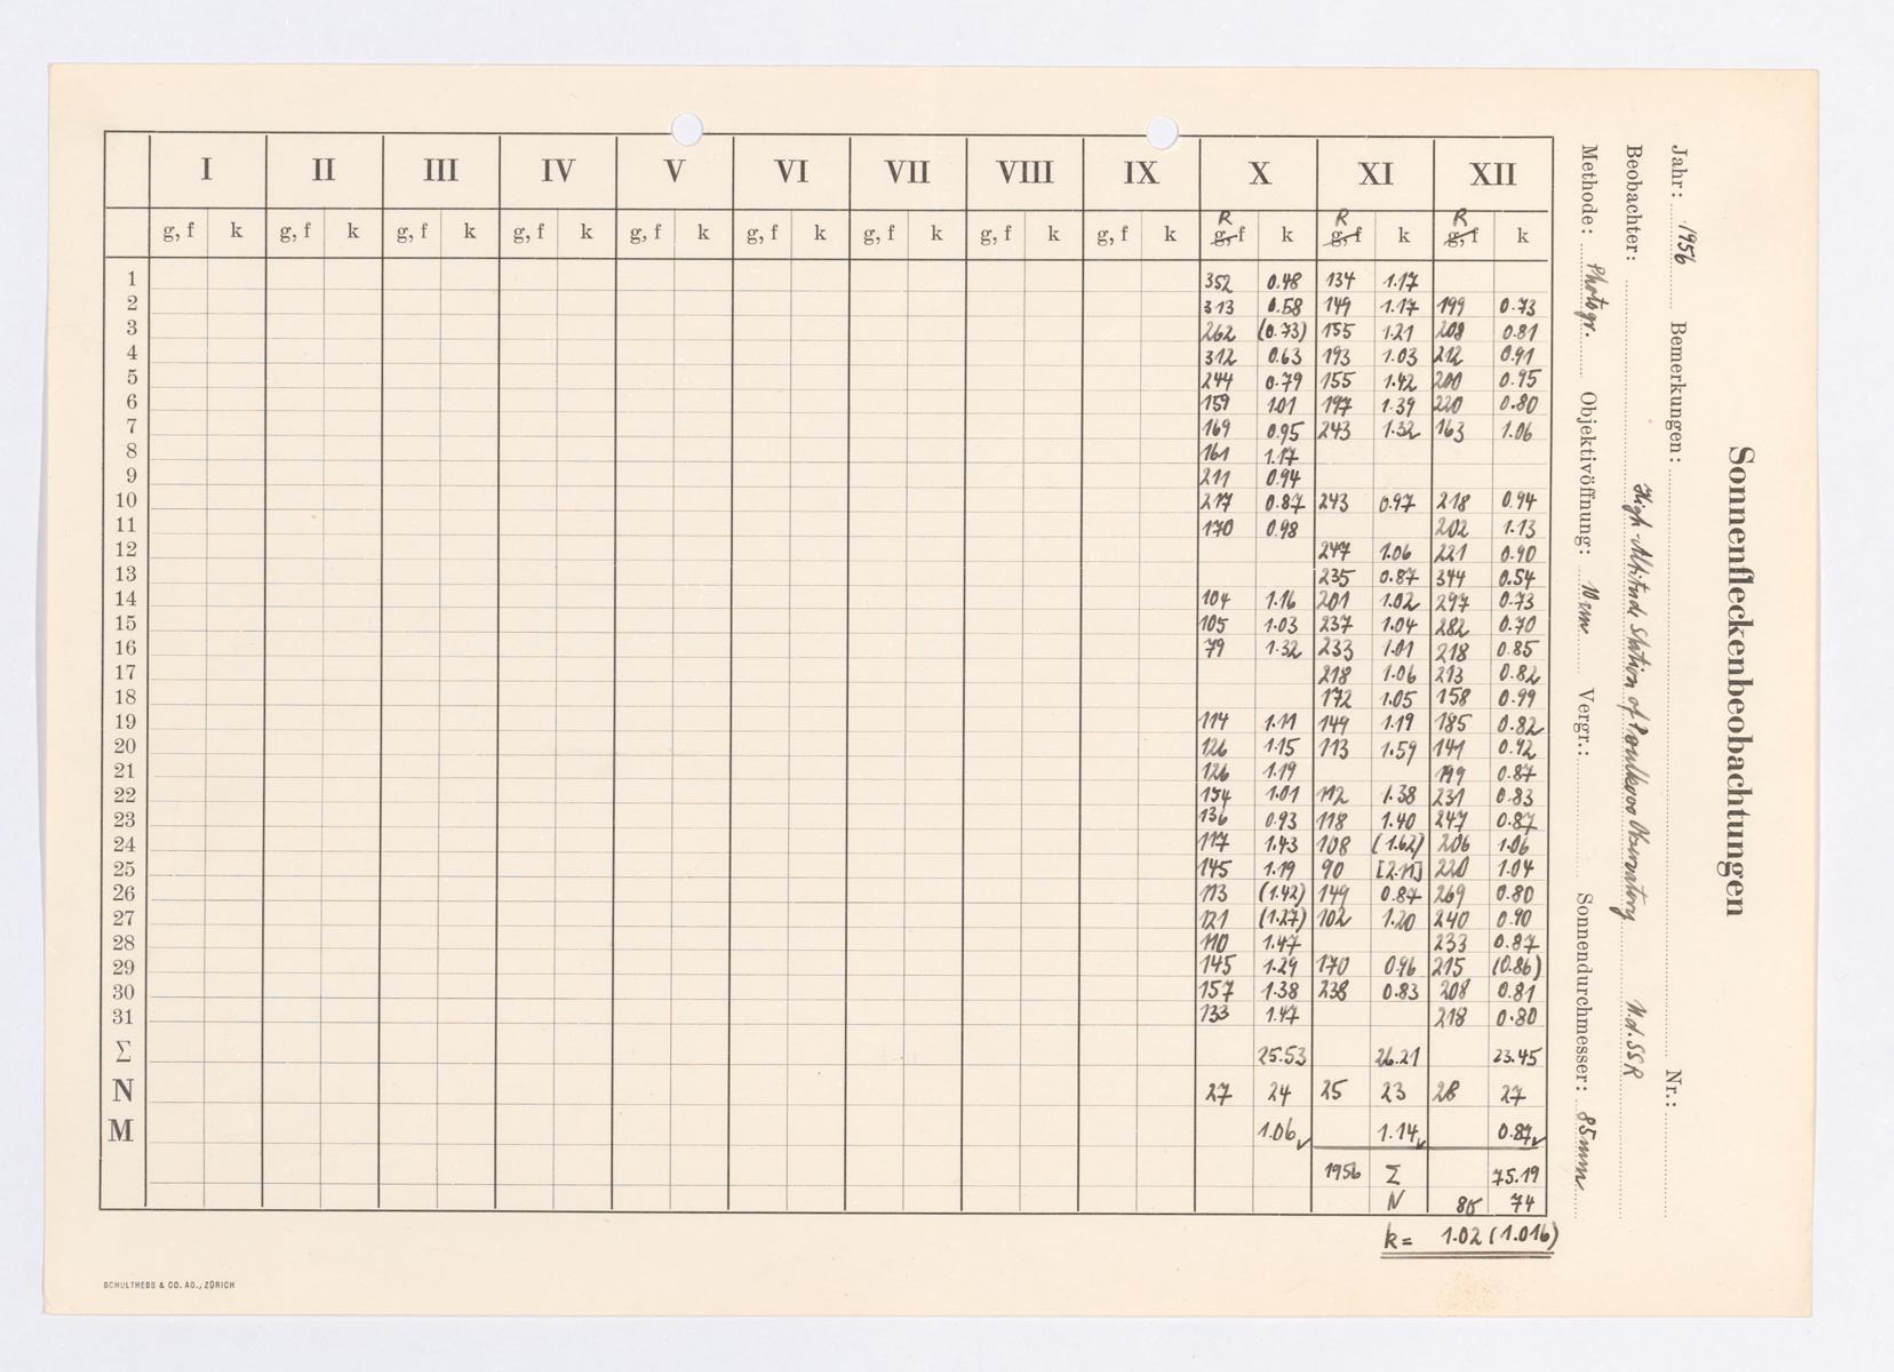 Sonnenfleckenbeobachtungen
Jahr: 1956 Bemerkungen: Nr.:
Beobachter: High-Altitude Station of Poulkovo Observatory U.d.SSR
Methode: Photogr. Objektivöffnung: 10 cm Vergr.: Sonnendurchmesser: 85 mm
I II III IV V VI VII VIII IX X XI XII
R R R
g, f k g, f k g, f k g, f k g, f k g, f k g, f k g, f k g, f k g, f k g, f k g, f k
1 352 0.48 134 1.17
2 313 0.58 149 1.17 199 0.73
3 262 (0.73) 155 1.21 208 0.81
4 312 0.63 193 1.03 212 0.91
5 244 0.79 155 1.42 200 0.95
6 159 1.01 197 1.39 220 0.80
7 169 0.95 243 1.32 163 1.06
8 161 1.17
9 211 0.94
10 217 0.87 243 0.97 218 0.94
11 170 0.98 202 1.13
12 247 1.06 221 0.90
13 235 0.87 344 0.54
14 104 1.16 201 1.02 297 0.73
15 105 1.03 237 1.04 282 0.70
16 79 1.32 233 1.01 218 0.85
17 218 1.06 213 0.82
18 172 1.05 158 0.99
19 114 1.11 149 1.19 185 0.82
20 126 1.15 113 1.59 141 0.92
21 126 1.19 199 0.87
22 154 1.01 112 1.38 231 0.83
23 136 0.93 118 1.40 247 0.87
24 117 1.43 108 (1.62) 206 1.06
25 145 1.19 90 [2.11] 220 1.04
26 113 (1.42) 149 0.87 269 0.80
27 121 (1.27) 102 1.20 240 0.90
28 110 1.47 233 0.87
29 145 1.29 170 0.96 215 (0.86)
30 157 1.38 238 0.83 208 0.81
31 133 1.47 218 0.80
Σ 25.53 26.21 23.45
N 27 24 25 23 28 27
M 1.06 1.14 0.87
1956 Σ 75.19
N 80 74
k = 1.02 (1.016)
SCHULTHESS & CO. AG., ZÜRICH